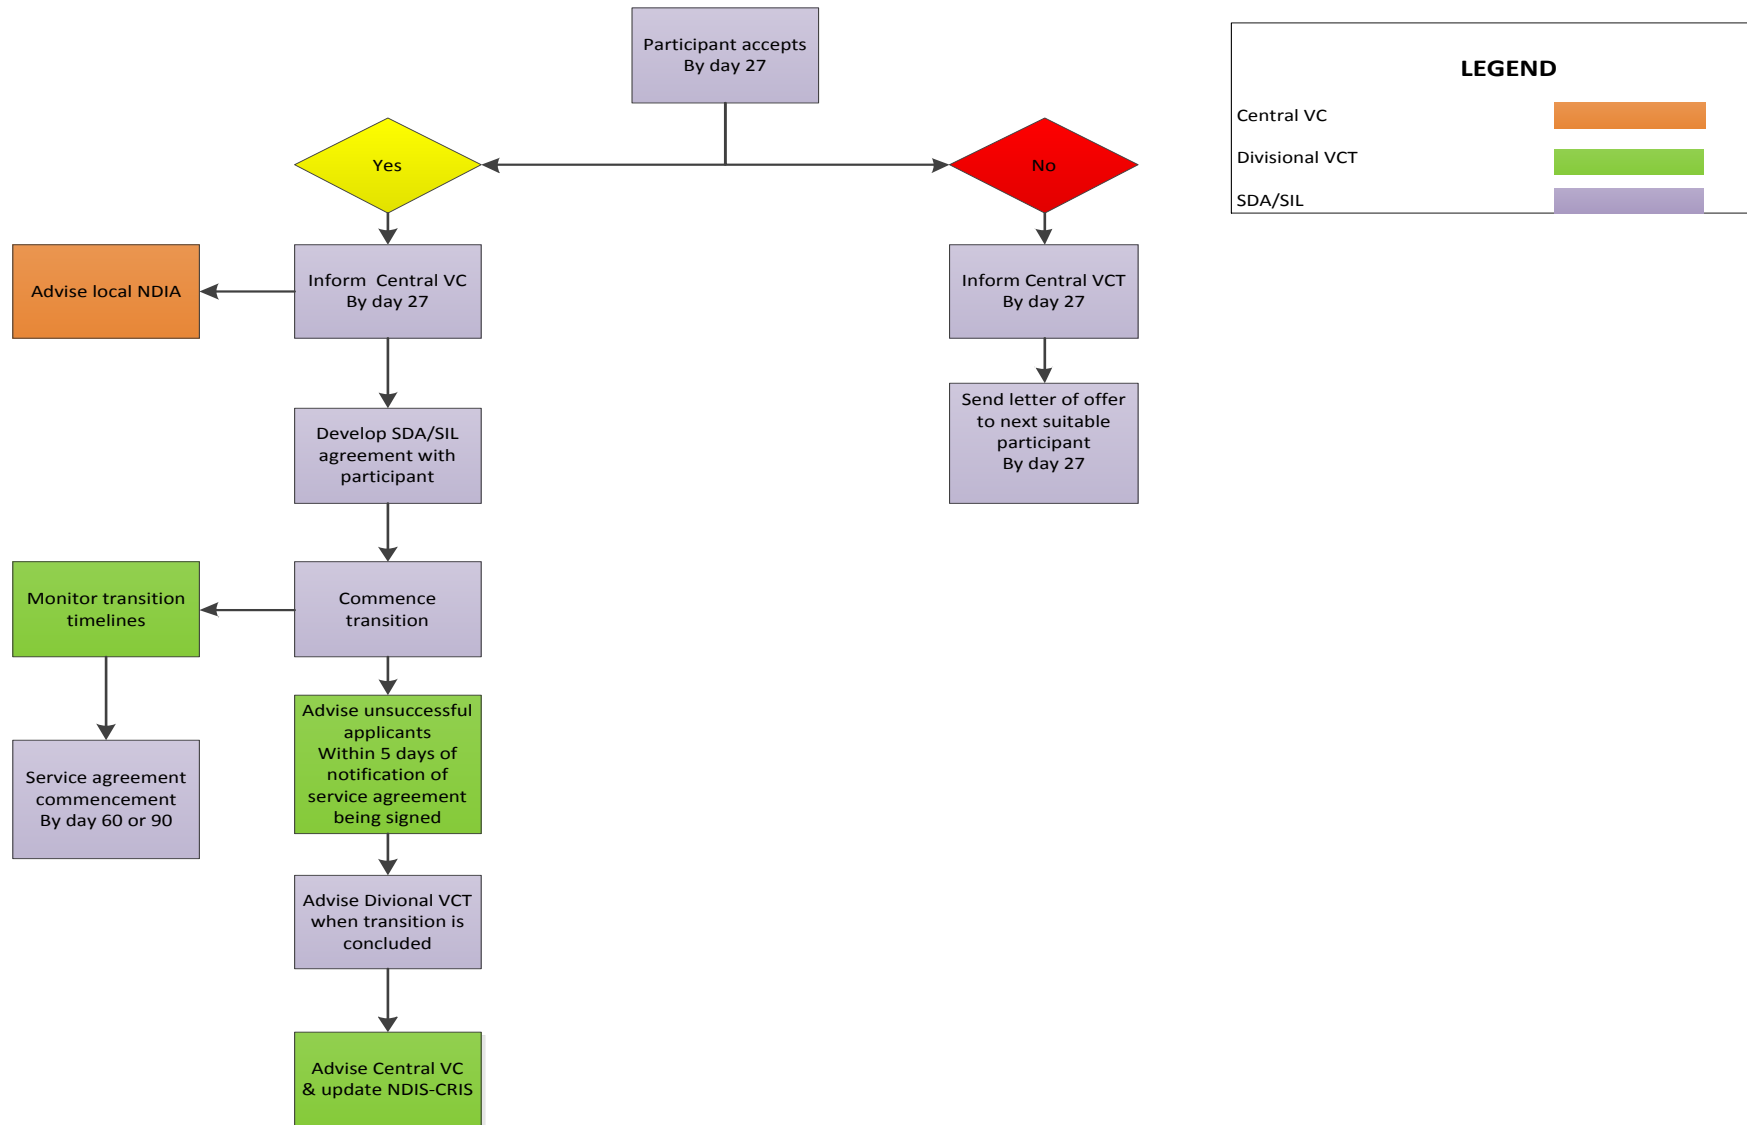 Participant accepts
By day 27
LEGEND
Central VC
Divisional VCT
SDA/SIL
Yes
No
Advise local NDIA
Inform  Central VC
By day 27
Inform Central VCT
By day 27
Develop SDA/SIL
agreement with
participant
Send letter of offer
to next suitable
participant
By day 27
Monitor transition
timelines
Commence
transition
Service agreement
commencement
By day 60 or 90
Advise unsuccessful
applicants
Within 5 days of
notification of
service agreement
being signed
Advise Divional VCT
when transition is
concluded
Advise Central VC
& update NDIS-CRIS